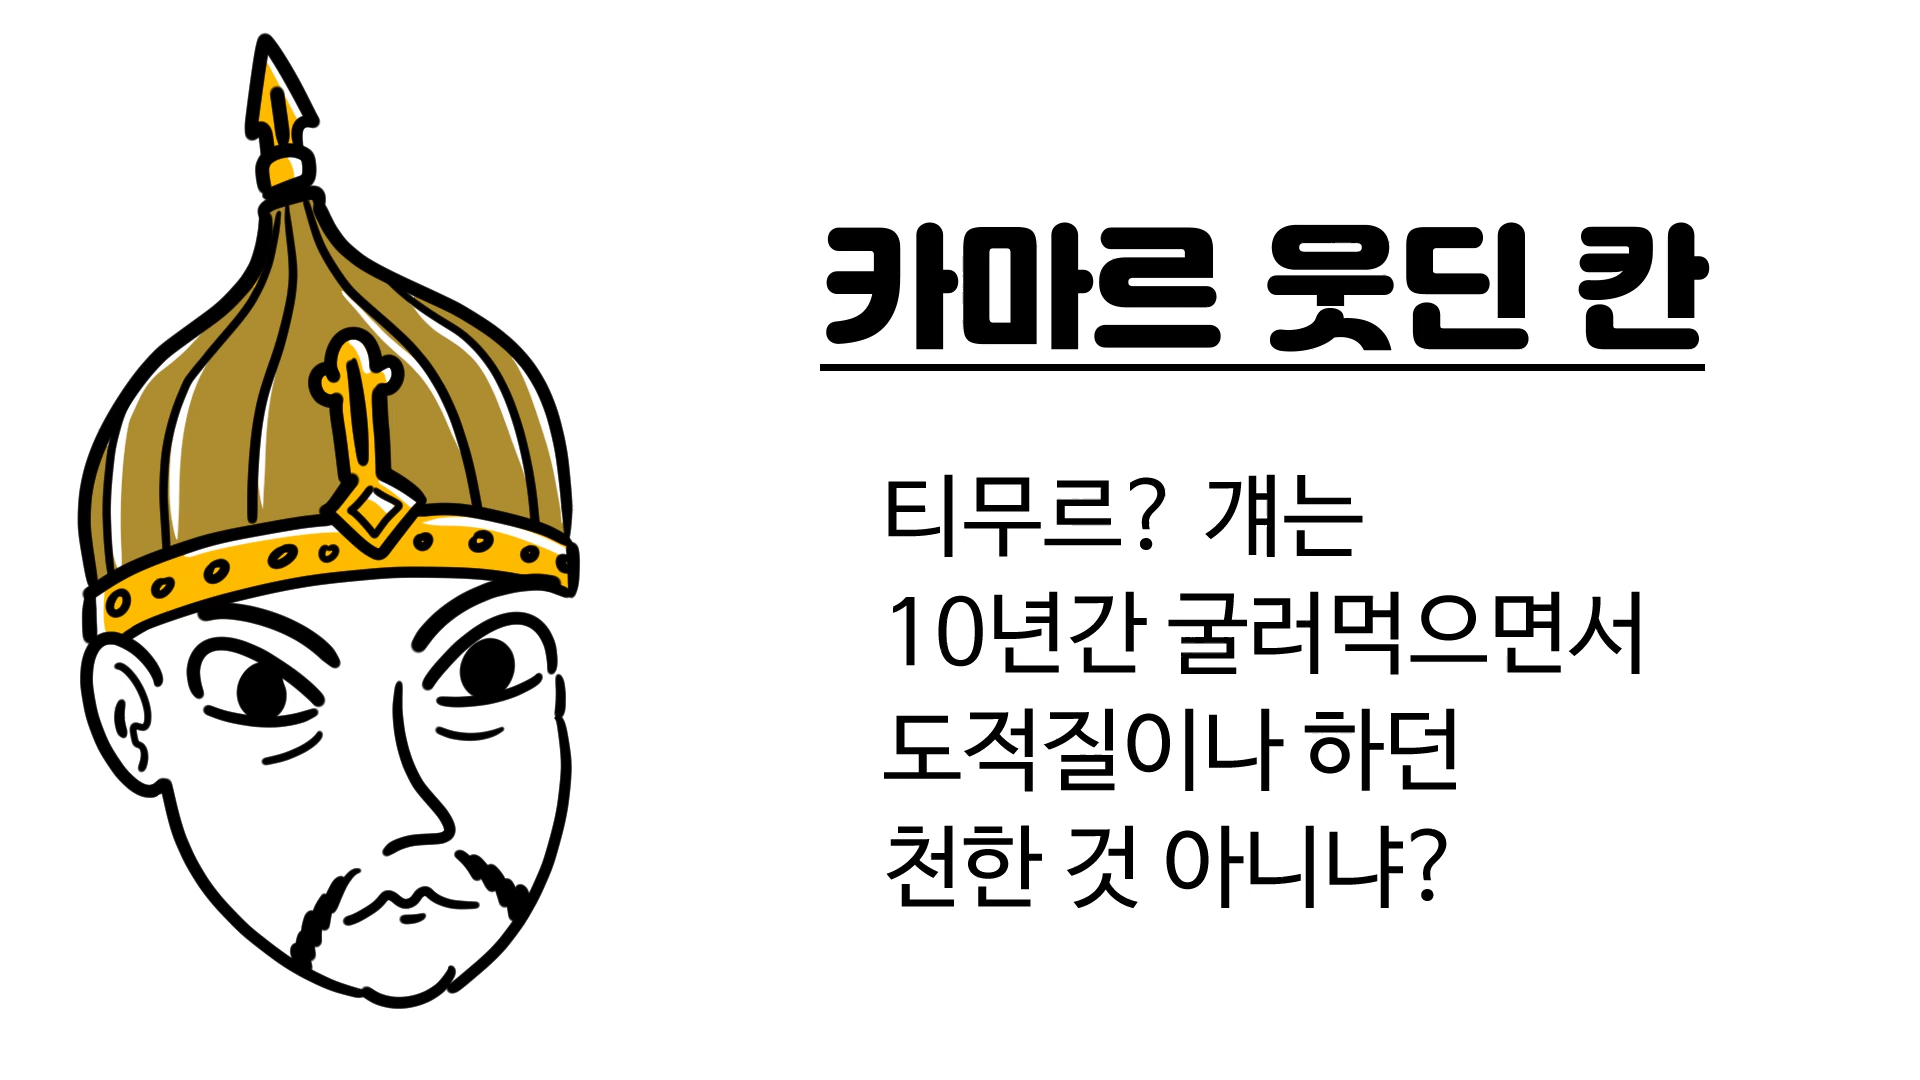 카마르 웃딘 칸
티무르? 걔는
10년간 굴러먹으면서
도적질이나 하던
천한 것 아니냐?